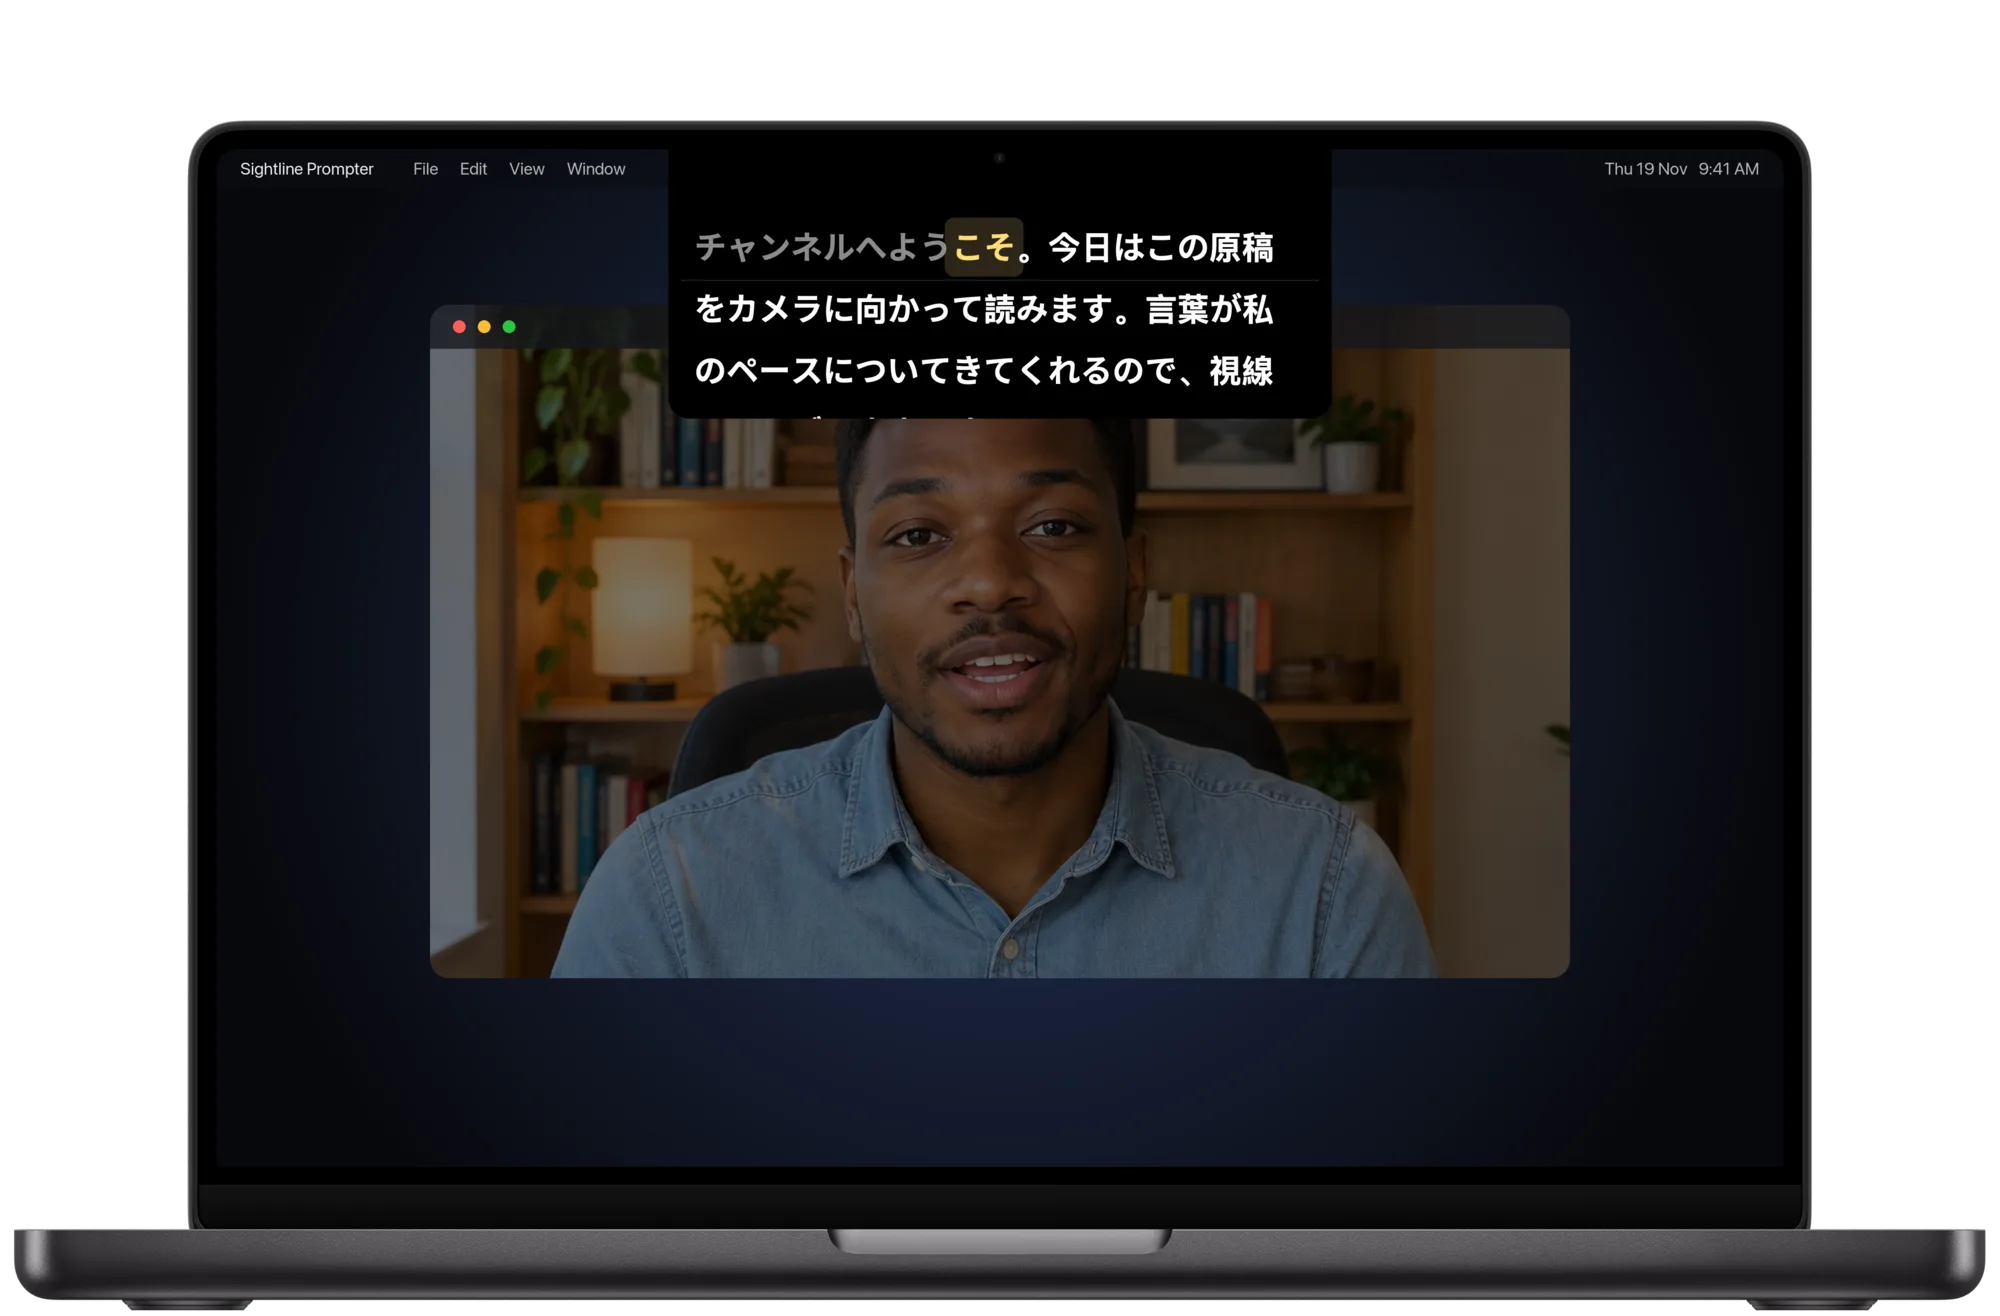 Sightline Prompter File Edit View Window Thu 19 Nov 9:41 AM
チャンネルへようこそ。今日はこの原稿
をカメラに向かって読みます。言葉が私
のペースについてきてくれるので、視線